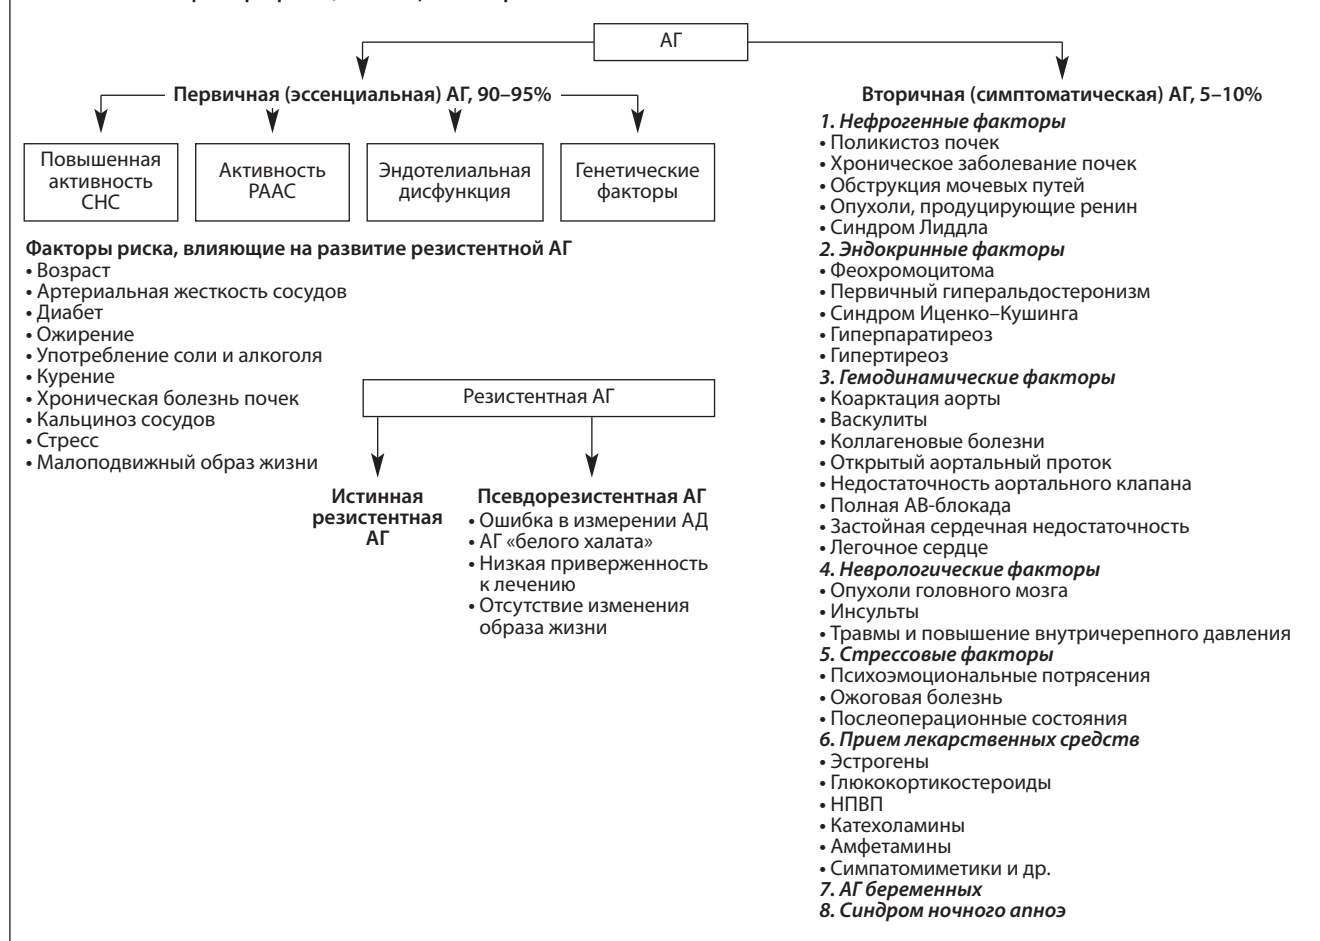 АГ
Первичная (эссенциальная) АГ, 90–95%
Повышенная
активность
СНС
Активность
РААС
Эндотелиальная
дисфункция
Генетические
факторы
Факторы риска, влияющие на развитие резистентной АГ
• Возраст
• Артериальная жесткость сосудов
• Диабет
• Ожирение
• Употребление соли и алкоголя
• Курение
• Хроническая болезнь почек
• Кальциноз сосудов
• Стресс
• Малоподвижный образ жизни
Резистентная АГ
Истинная
резистентная
АГ
Псевдорезистентная АГ
• Ошибка в измерении АД
• АГ «белого халата»
• Низкая приверженность
к лечению
• Отсутствие изменения
образа жизни
Вторичная (симптоматическая) АГ, 5–10%
1. Нефрогенные факторы
• Поликистоз почек
• Хроническое заболевание почек
• Обструкция мочевых путей
• Опухоли, продуцирующие ренин
• Синдром Лиддла
2. Эндокринные факторы
• Феохромоцитома
• Первичный гиперальдостеронизм
• Синдром Иценко–Кушинга
• Гиперпаратиреоз
• Гипертиреоз
3. Гемодинамические факторы
• Коарктация аорты
• Васкулиты
• Коллагеновые болезни
• Открытый аортальный проток
• Недостаточность аортального клапана
• Полная АВ-блокада
• Застойная сердечная недостаточность
• Легочное сердце
4. Неврологические факторы
• Опухоли головного мозга
• Инсульты
• Травмы и повышение внутричерепного давления
5. Стрессовые факторы
• Психоэмоциональные потрясения
• Ожоговая болезнь
• Послеоперационные состояния
6. Прием лекарственных средств
• Эстрогены
• Глюкокортикостероиды
• НПВП
• Катехоламины
• Амфетамины
• Симпатомиметики и др.
7. АГ беременных
8. Синдром ночного апноэ